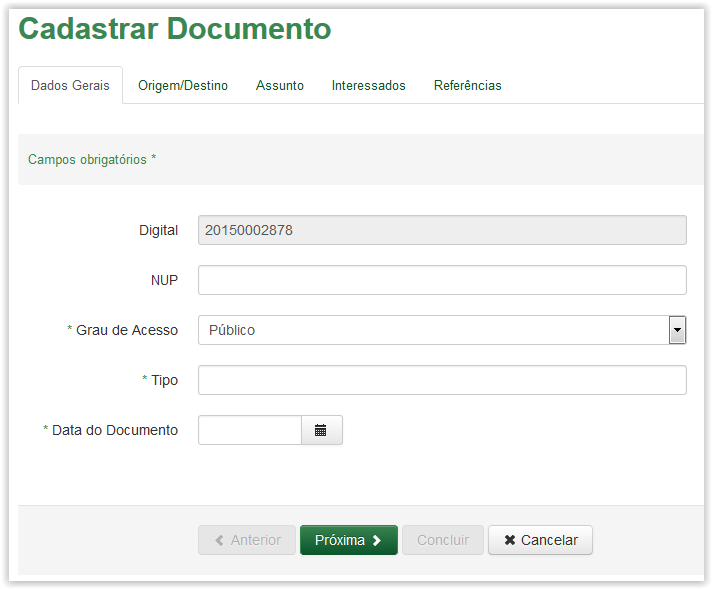 Cadastrar Documento
Dados Gerais Origem/Destino Assunto Interessados Referências
Campos obrigatórios *
Digital 20150002878
NUP
* Grau de Acesso Público
* Tipo
* Data do Documento
Anterior Próxima Concluir Cancelar